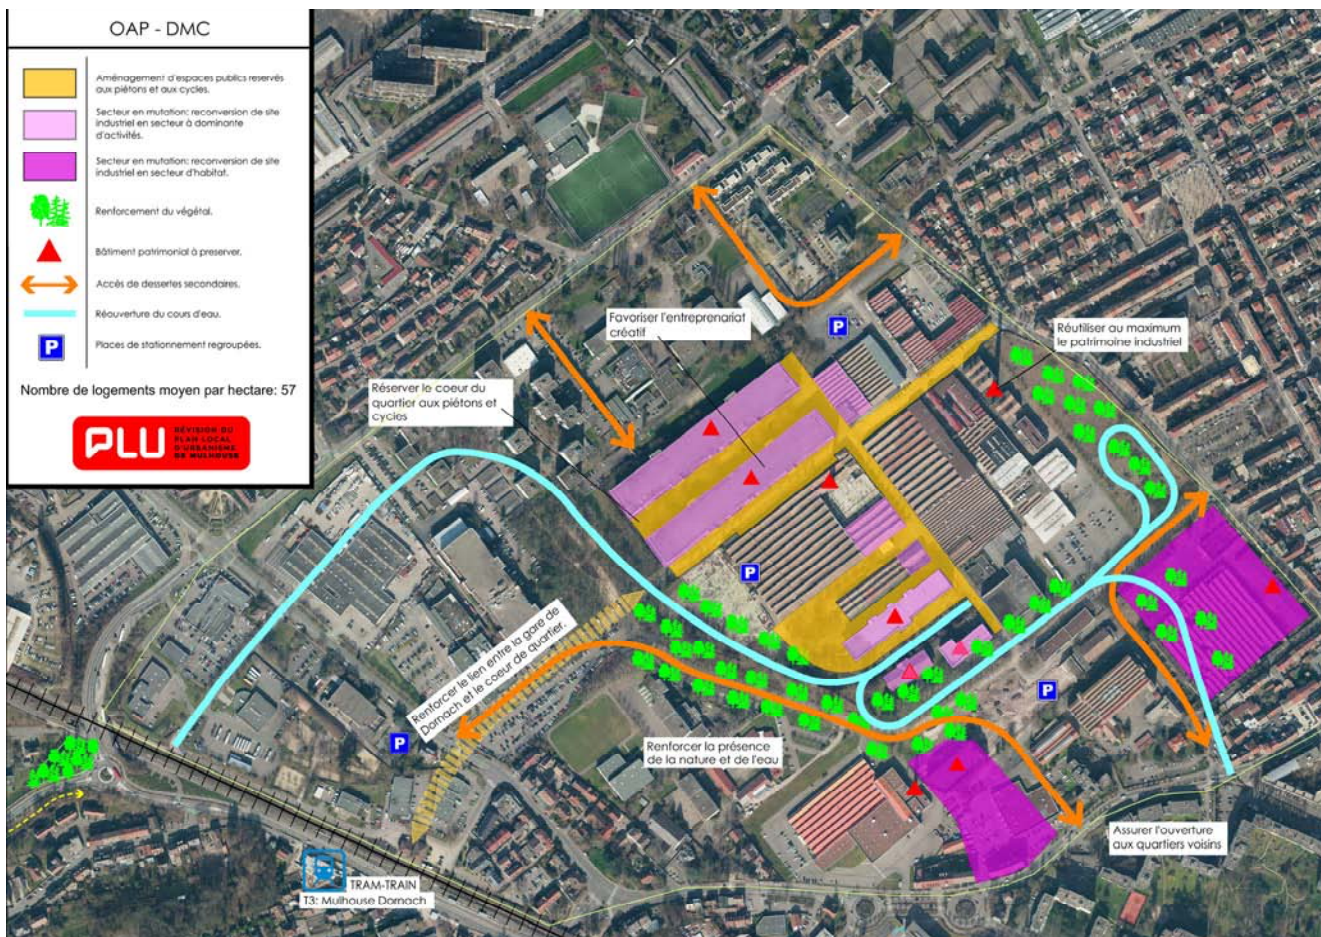 OAP - DMC
Aménagement d'espaces publics reservés
aux piétons et aux cycles.
Secteur en mutation: reconversion de site
industriel en secteur à dominante
d'activités.
Secteur en mutation: reconversion de site
industriel en secteur d'habitat.
Renforcement du végétal.
Bâtiment patrimonial à préserver.
Accès de dessertes secondaires.
Réouverture du cours d'eau.
P
Places de stationnement regroupées.
Nombre de logements moyen par hectare: 57
PLU
RÉVISION DU
PLAN LOCAL
D'URBANISME
DE MULHOUSE
Favoriser l'entreprenariat
créatif
P
Réutiliser au maximum
le patrimoine industriel
Réserver le coeur du
quartier aux piétons et
cycles
P
Renforcer le lien entre la gare de
Dornach et le coeur de quartier.
P
P
Renforcer la présence
de la nature et de l'eau
Assurer l'ouverture
aux quartiers voisins
TRAM-TRAIN
T3: Mulhouse Dornach